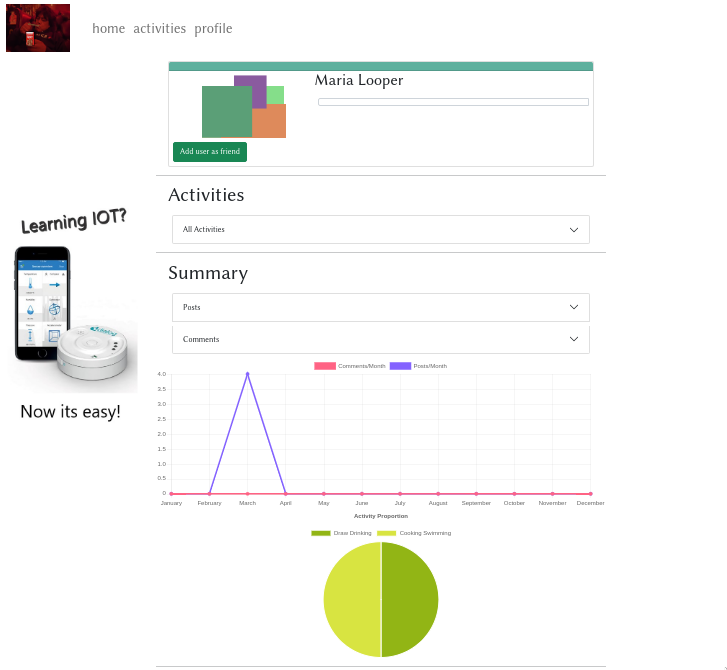 home activities profile
Maria Looper
Add user as friend
Activities
All Activities
Learning IOT?
Now its easy!
Summary
Posts
Comments
Comments/Month Posts/Month
4.0
3.5
3.0
2.5
2.0
1.5
1.0
0.5
0
January February March April May June July August September October November December
Activity Proportion
Draw Drinking Cooking Swimming